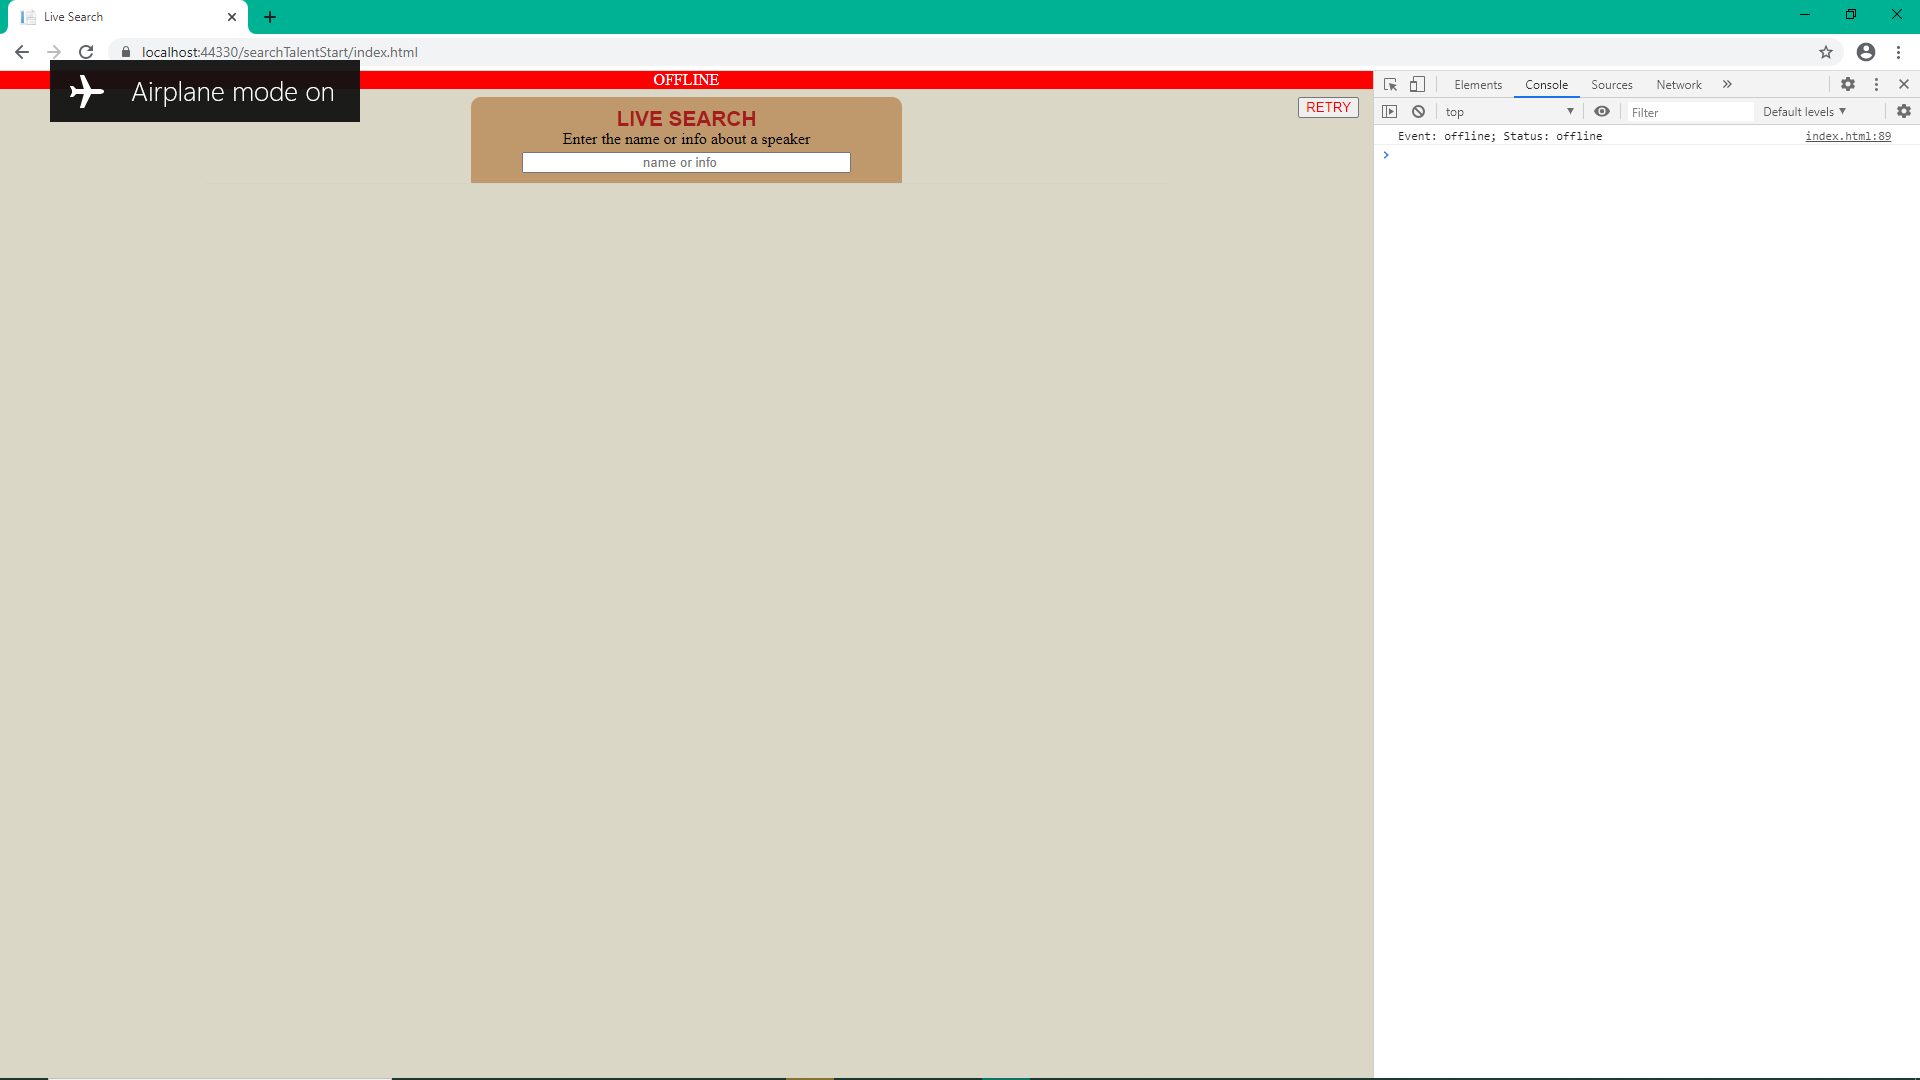 Live Search
localhost:44330/searchTalentStart/index.html
Airplane mode on
OFFLINE
LIVE SEARCH
Enter the name or info about a speaker
name or info
RETRY
Elements Console Sources Network
top Filter Default levels
Event: offline; Status: offline index.html:89